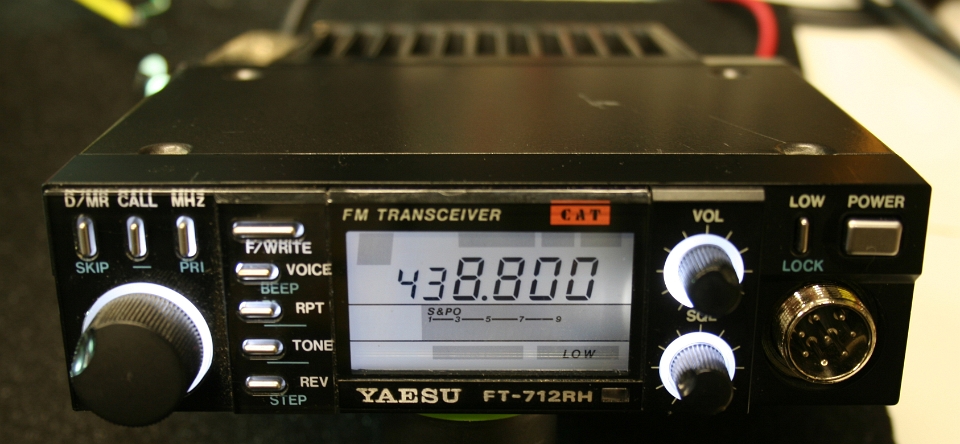 D/MR CALL MHz
SKIP — PRI
F/WRITE
VOICE
BEEP
RPT
TONE
REV
STEP
FM TRANSCEIVER CAT
438.800
S&PO
1 3 5 7 9
LOW
YAESU FT-712RH
VOL
SQL
LOW POWER
LOCK